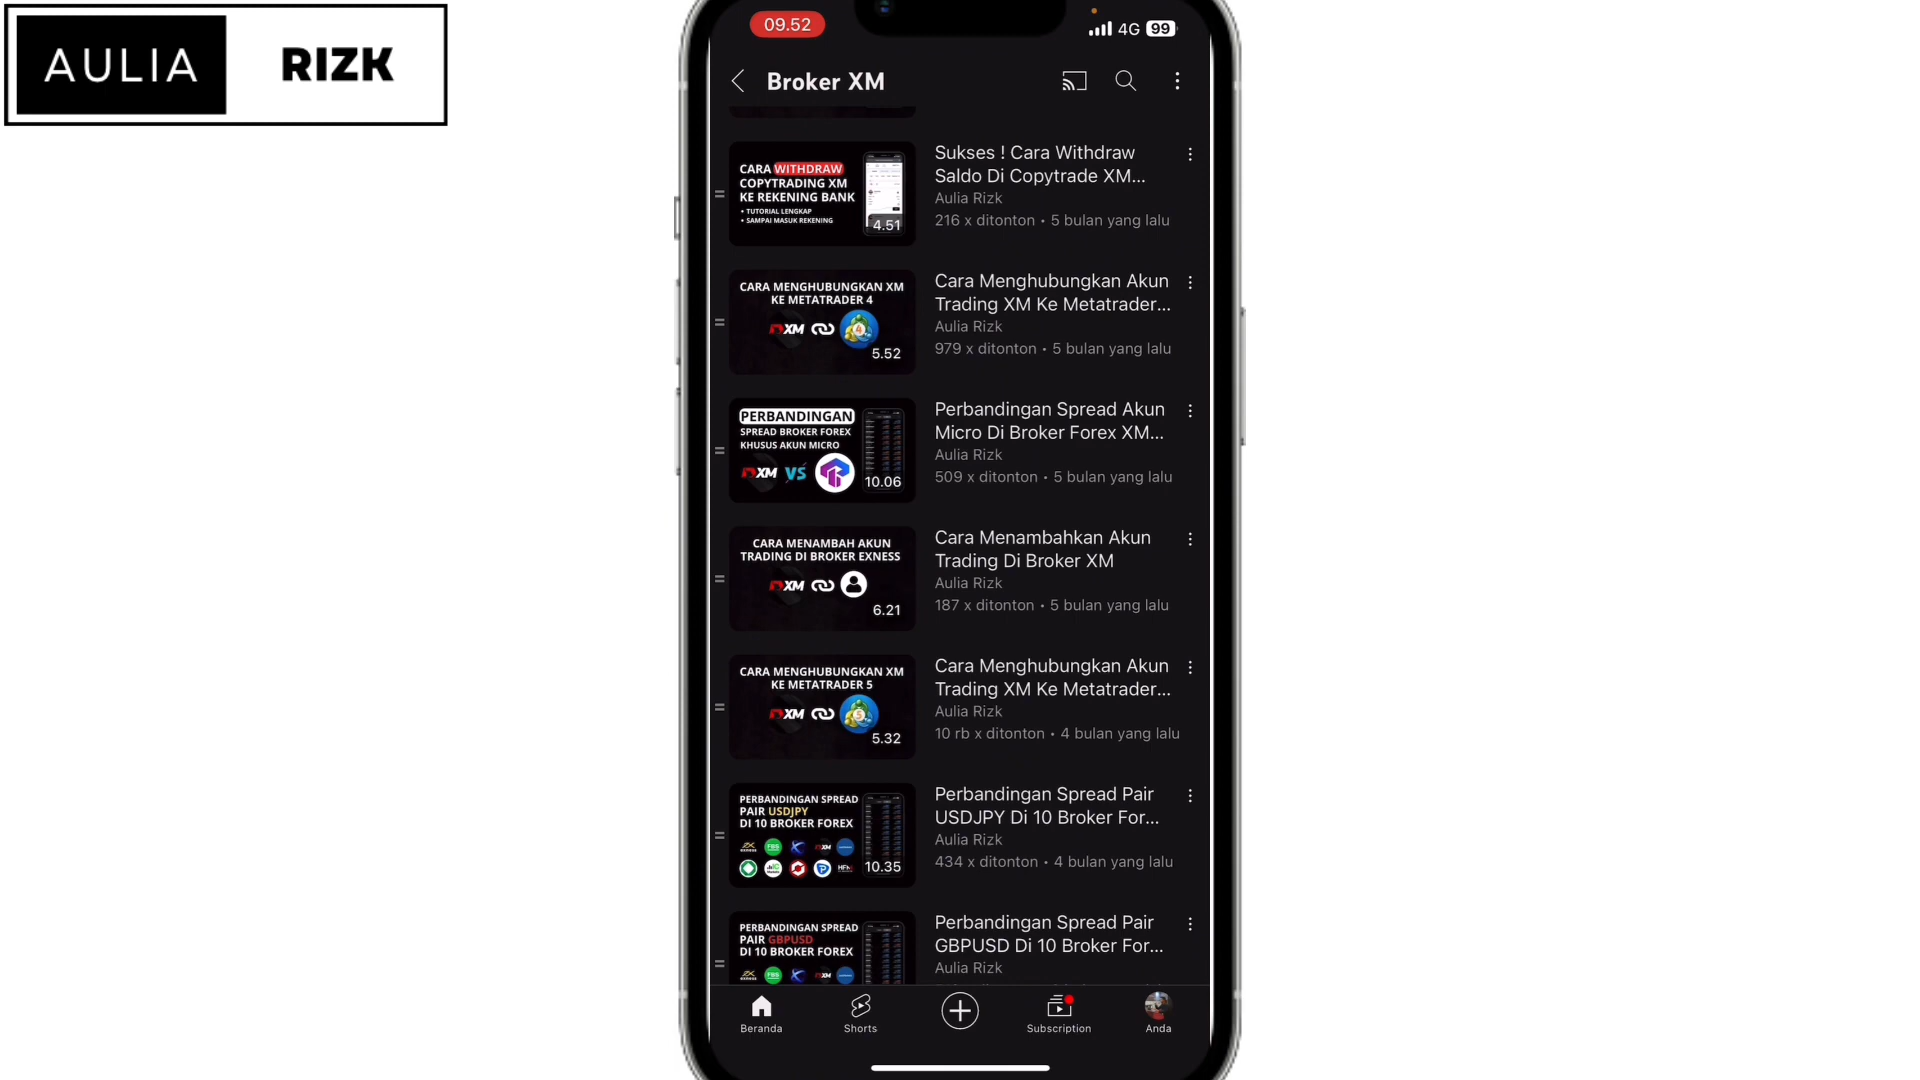 AULIA RIZK
09.52
4G 99
Broker XM
CARA WITHDRAW
COPYTRADING XM
KE REKENING BANK
• TUTORIAL LENGKAP
• SAMPAI MASUK REKENING
4.51
Sukses ! Cara Withdraw
Saldo Di Copytrade XM...
Aulia Rizk
216 x ditonton • 5 bulan yang lalu
CARA MENGHUBUNGKAN XM
KE METATRADER 4
XM
4
5.52
Cara Menghubungkan Akun
Trading XM Ke Metatrader...
Aulia Rizk
979 x ditonton • 5 bulan yang lalu
PERBANDINGAN
SPREAD BROKER FOREX
KHUSUS AKUN MICRO
XM VS
10.06
Perbandingan Spread Akun
Micro Di Broker Forex XM...
Aulia Rizk
509 x ditonton • 5 bulan yang lalu
CARA MENAMBAH AKUN
TRADING DI BROKER EXNESS
XM
6.21
Cara Menambahkan Akun
Trading Di Broker XM
Aulia Rizk
187 x ditonton • 5 bulan yang lalu
CARA MENGHUBUNGKAN XM
KE METATRADER 5
XM
5
5.32
Cara Menghubungkan Akun
Trading XM Ke Metatrader...
Aulia Rizk
10 rb x ditonton • 4 bulan yang lalu
PERBANDINGAN SPREAD
PAIR USDJPY
DI 10 BROKER FOREX
FBS
XM
HFM
10.35
Perbandingan Spread Pair
USDJPY Di 10 Broker For...
Aulia Rizk
434 x ditonton • 4 bulan yang lalu
PERBANDINGAN SPREAD
PAIR GBPUSD
DI 10 BROKER FOREX
FBS
XM
Perbandingan Spread Pair
GBPUSD Di 10 Broker For...
Aulia Rizk
Beranda
Shorts
Subscription
Anda